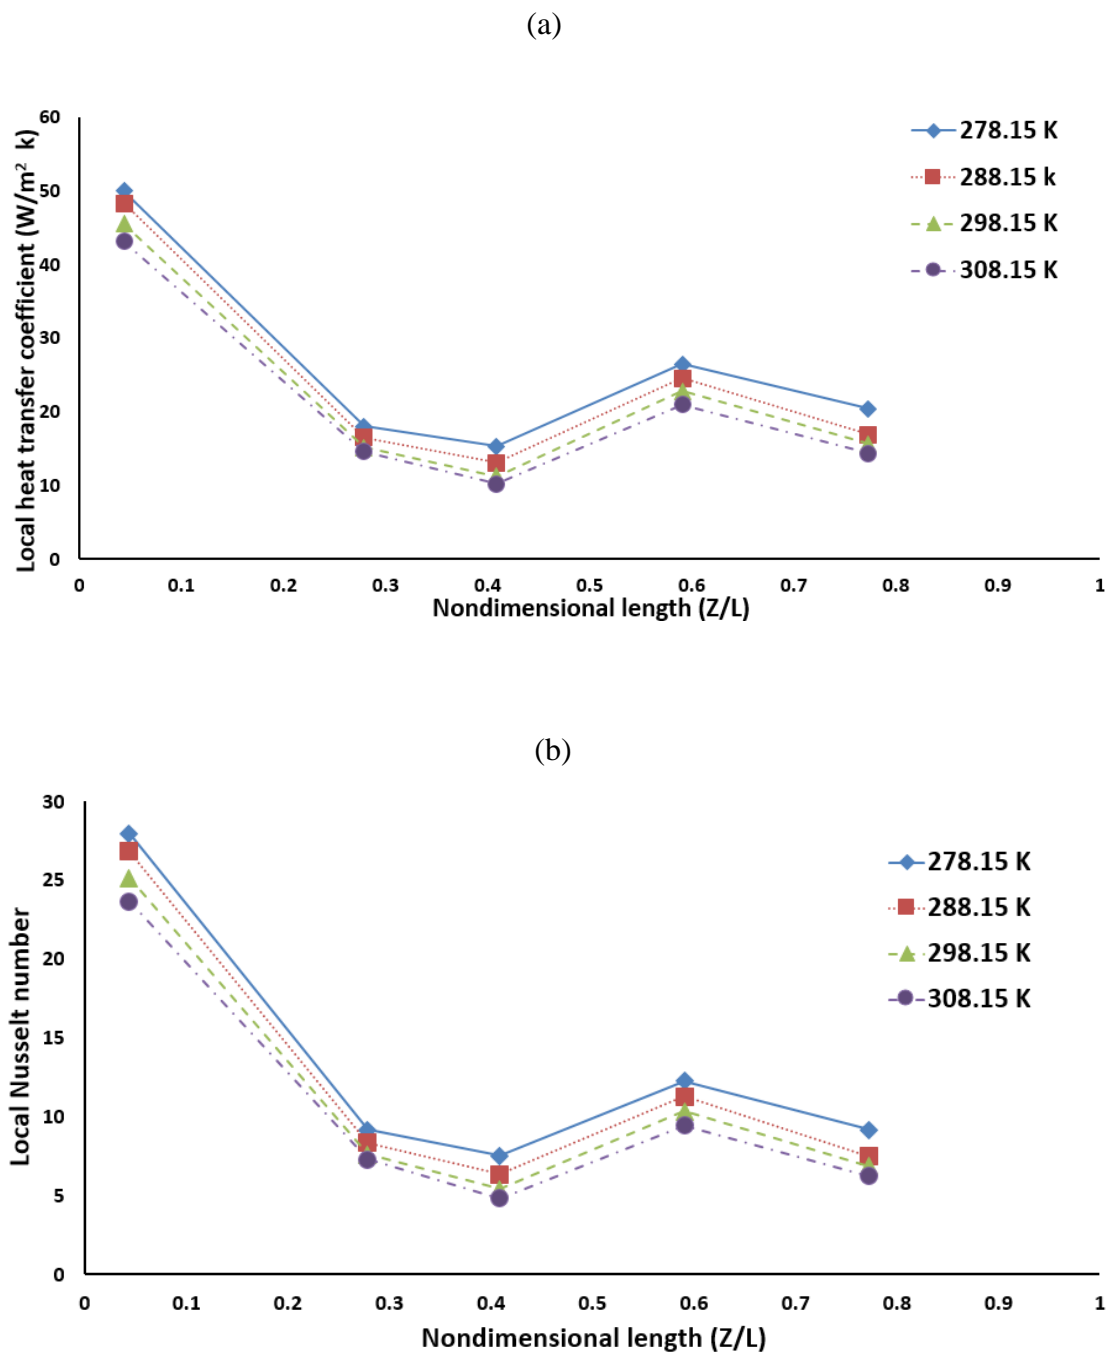 (a)
Local heat transfer coefficient (W/m² k)
60
50
40
30
20
10
0
0 0.1 0.2 0.3 0.4 0.5 0.6 0.7 0.8 0.9 1
Nondimensional length (Z/L)
278.15 K
288.15 k
298.15 K
308.15 K
(b)
Local Nusselt number
30
25
20
15
10
5
0
0 0.1 0.2 0.3 0.4 0.5 0.6 0.7 0.8 0.9 1
Nondimensional length (Z/L)
278.15 K
288.15 K
298.15 K
308.15 K